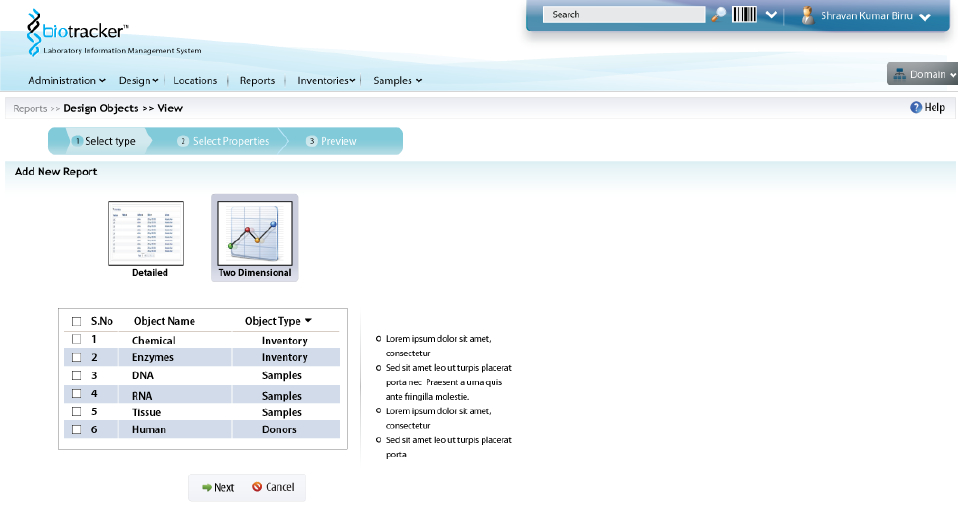 Search
Shravan Kumar Birru
biotracker™
Laboratory Information Management System
Administration Design Locations Reports Inventories Samples
Domain
Reports >> Design Objects >> View
Help
1 Select type 2 Select Properties 3 Preview
Add New Report
Detailed Two Dimensional
S.No Object Name Object Type
1 Chemical Inventory
2 Enzymes Inventory
3 DNA Samples
4 RNA Samples
5 Tissue Samples
6 Human Donors
Lorem ipsum dolor sit amet,
consectetur
Sed sit amet leo ut turpis placerat
porta nec Praesent a urna quis
ante fringilla molestie.
Lorem ipsum dolor sit amet,
consectetur
Sed sit amet leo ut turpis placerat
porta
Next Cancel